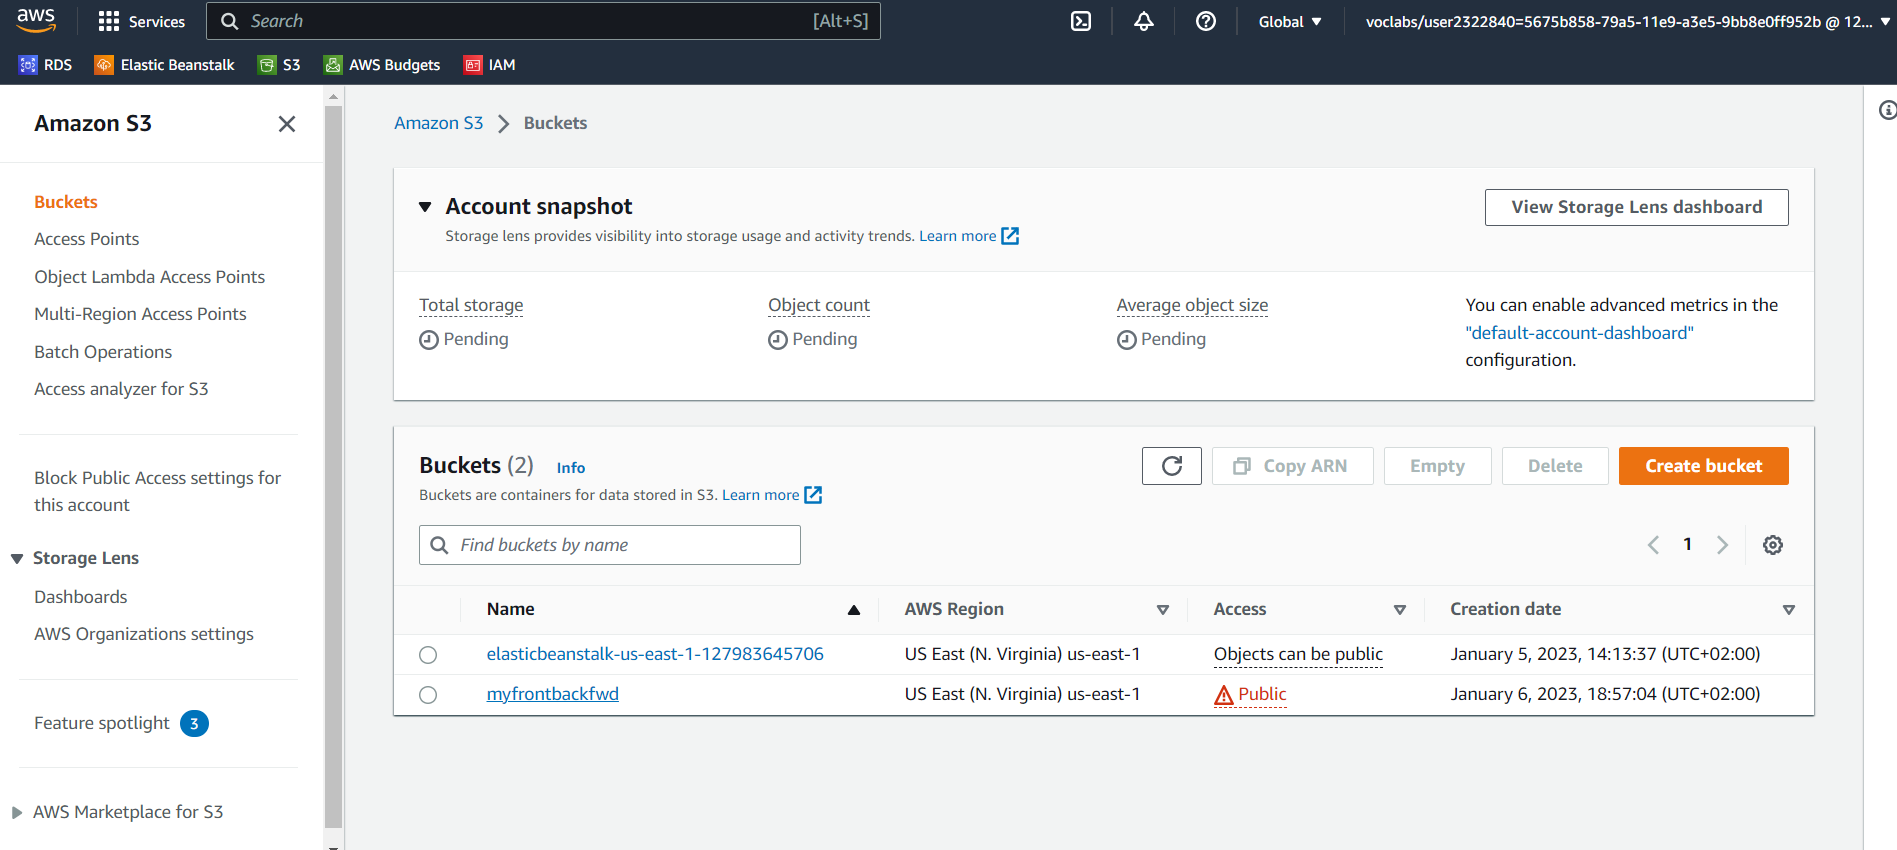 aws
Services
Search
[Alt+S]
Global
voclabs/user2322840=5675b858-79a5-11e9-a3e5-9bb8e0ff952b @ 12...
RDS
Elastic Beanstalk
S3
AWS Budgets
IAM
Amazon S3
Buckets
Access Points
Object Lambda Access Points
Multi-Region Access Points
Batch Operations
Access analyzer for S3
Block Public Access settings for
this account
Storage Lens
Dashboards
AWS Organizations settings
Feature spotlight 3
AWS Marketplace for S3
Amazon S3 > Buckets
Account snapshot
Storage lens provides visibility into storage usage and activity trends. Learn more
View Storage Lens dashboard
Total storage
Pending
Object count
Pending
Average object size
Pending
You can enable advanced metrics in the
"default-account-dashboard"
configuration.
Buckets (2) Info
Buckets are containers for data stored in S3. Learn more
Copy ARN
Empty
Delete
Create bucket
Find buckets by name
1
Name AWS Region Access Creation date
elasticbeanstalk-us-east-1-127983645706 US East (N. Virginia) us-east-1 Objects can be public January 5, 2023, 14:13:37 (UTC+02:00)
myfrontbackfwd US East (N. Virginia) us-east-1 Public January 6, 2023, 18:57:04 (UTC+02:00)